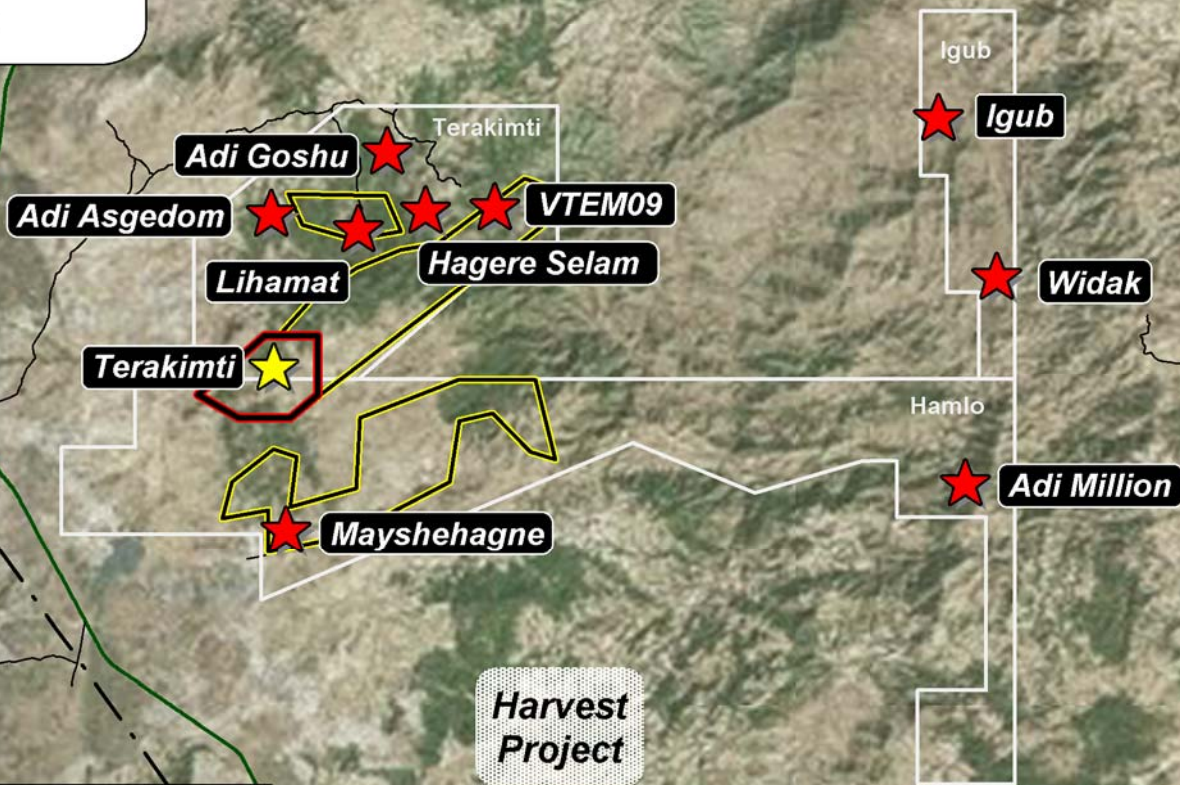 Igub
Igub
Terakimti
Adi Goshu
Adi Asgedom
VTEM09
Hagere Selam
Lihamat
Widak
Terakimti
Hamlo
Adi Million
Mayshehagne
Harvest
Project